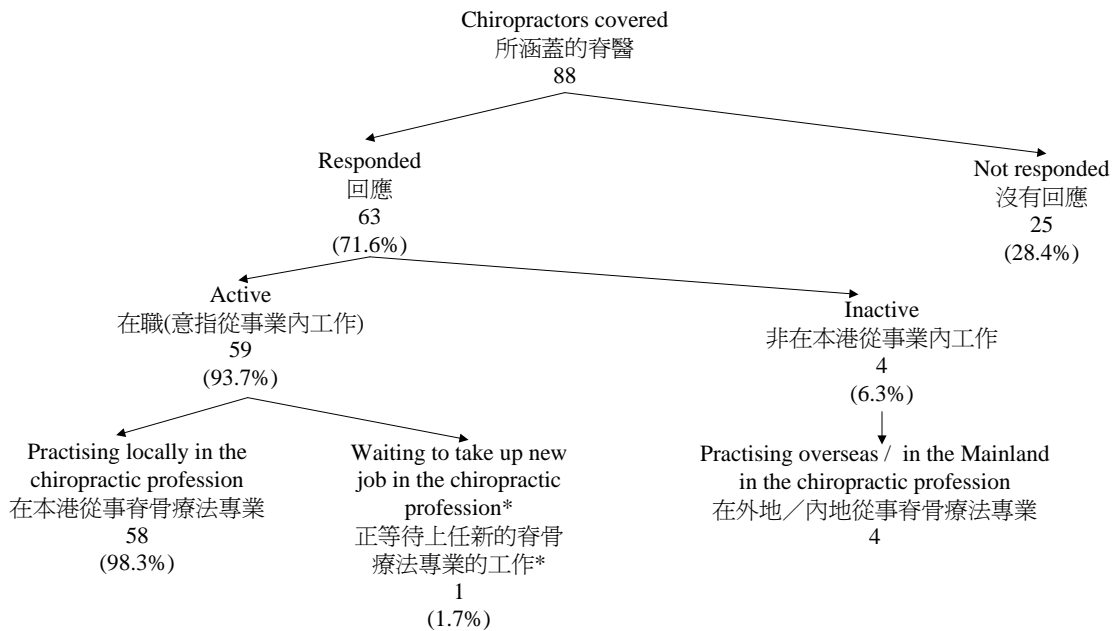 Chiropractors covered
所涵蓋的脊醫
88
Responded
回應
63
(71.6%)
Not responded
沒有回應
25
(28.4%)
Active
在職(意指從事業內工作)
59
(93.7%)
Inactive
非在本港從事業內工作
4
(6.3%)
Practising locally in the
chiropractic profession
在本港從事脊骨療法專業
58
(98.3%)
Waiting to take up new
job in the chiropractic
profession*
正等待上任新的脊骨
療法專業的工作*
1
(1.7%)
Practising overseas / in the Mainland
in the chiropractic profession
在外地／內地從事脊骨療法專業
4